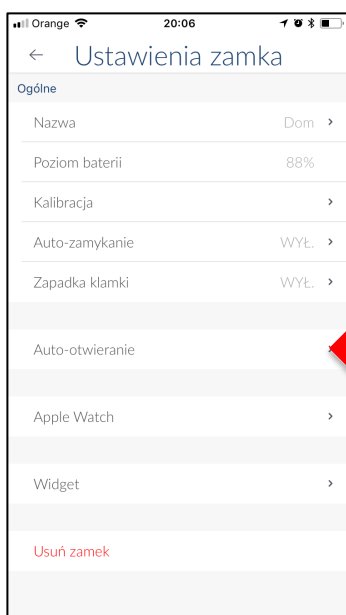 Orange 20:06
Ustawienia zamka
Ogólne
Nazwa Dom
Poziom baterii 88%
Kalibracja
Auto-zamykanie WYŁ.
Zapadka klamki WYŁ.
Auto-otwieranie
Apple Watch
Widget
Usuń zamek